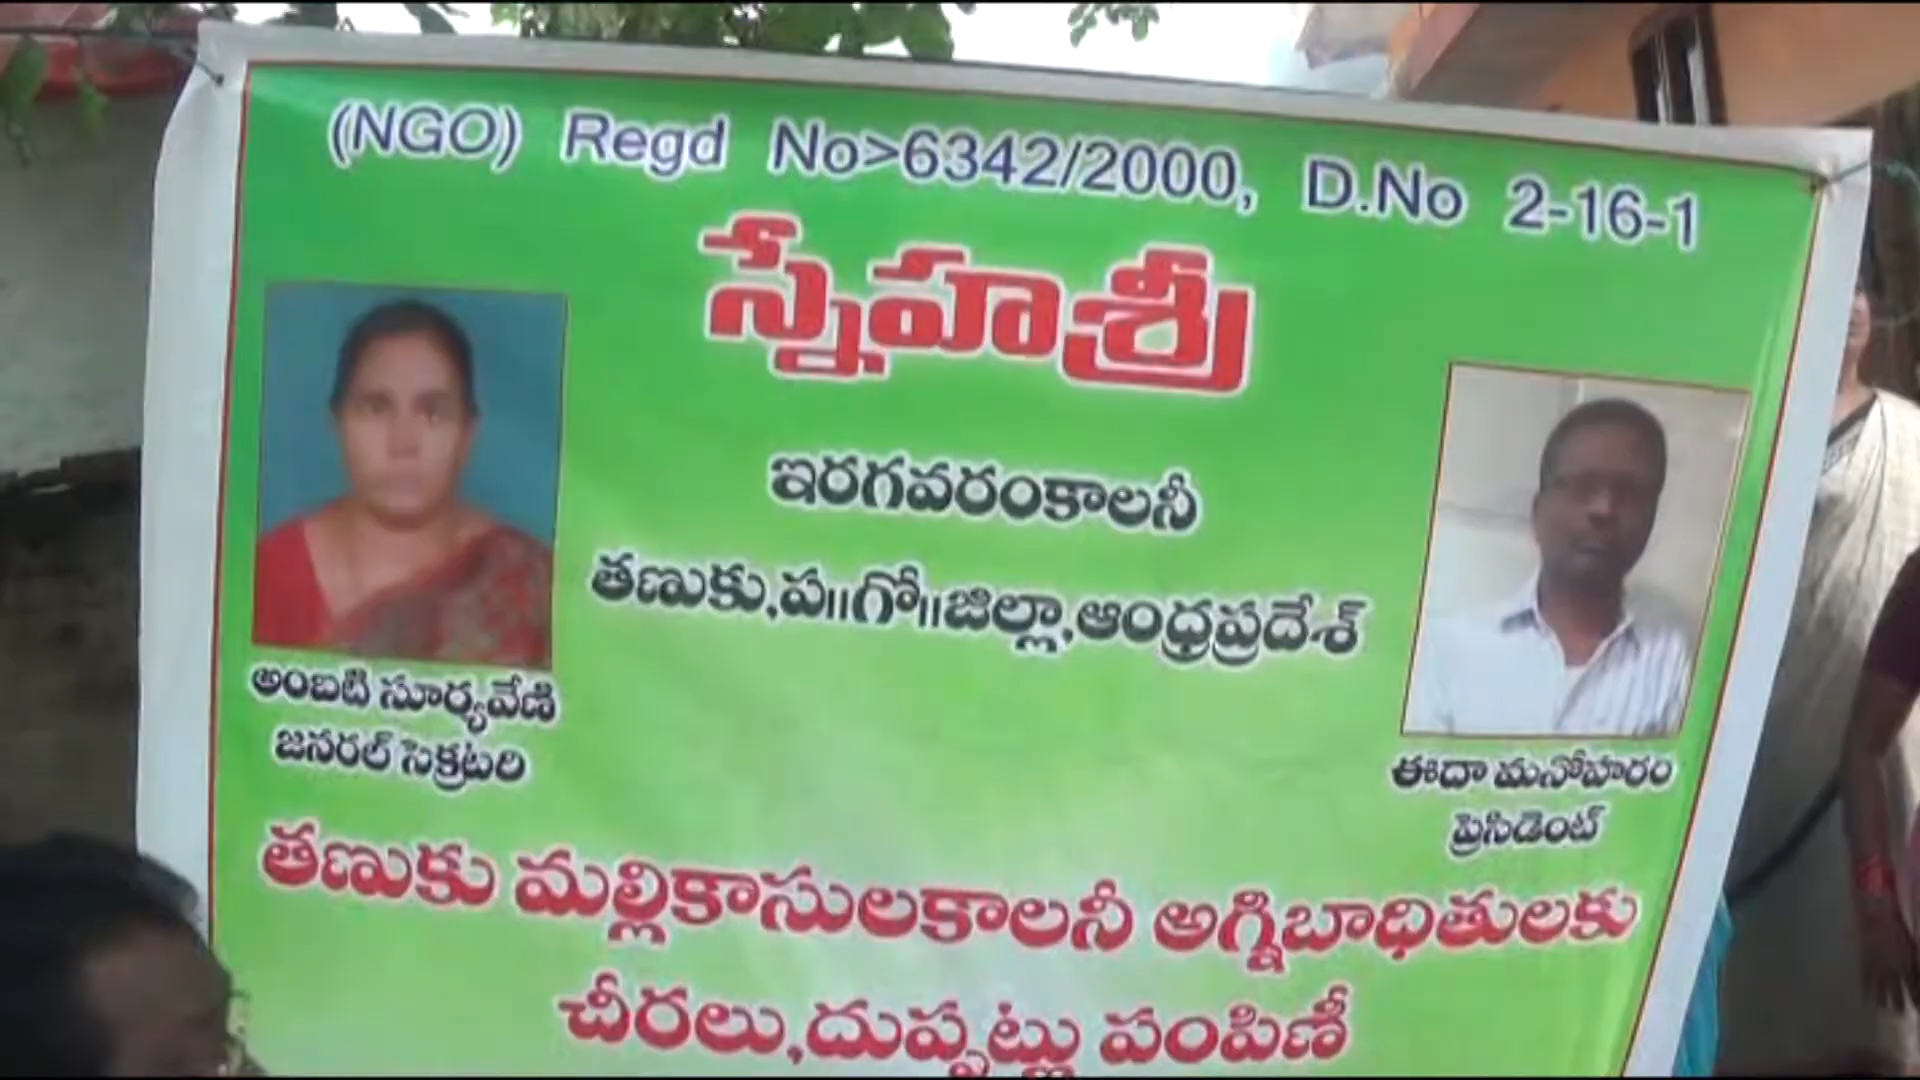 (NGO) Regd No>6342/2000, D.No 2-16-1
స్నేహశ్రీ
ఇరగవరంకాలనీ
తణుకు,ప॥గో॥జిల్లా,ఆంధ్రప్రదేశ్
అంబటి సూర్యవేణి
జనరల్ సెక్రటరి
ఈదా మనోహరం
ప్రెసిడెంట్
తణుకు మల్లికాసులకాలనీ అగ్నిబాధితులకు
చీరలు,దుప్పట్లు పంపిణీ